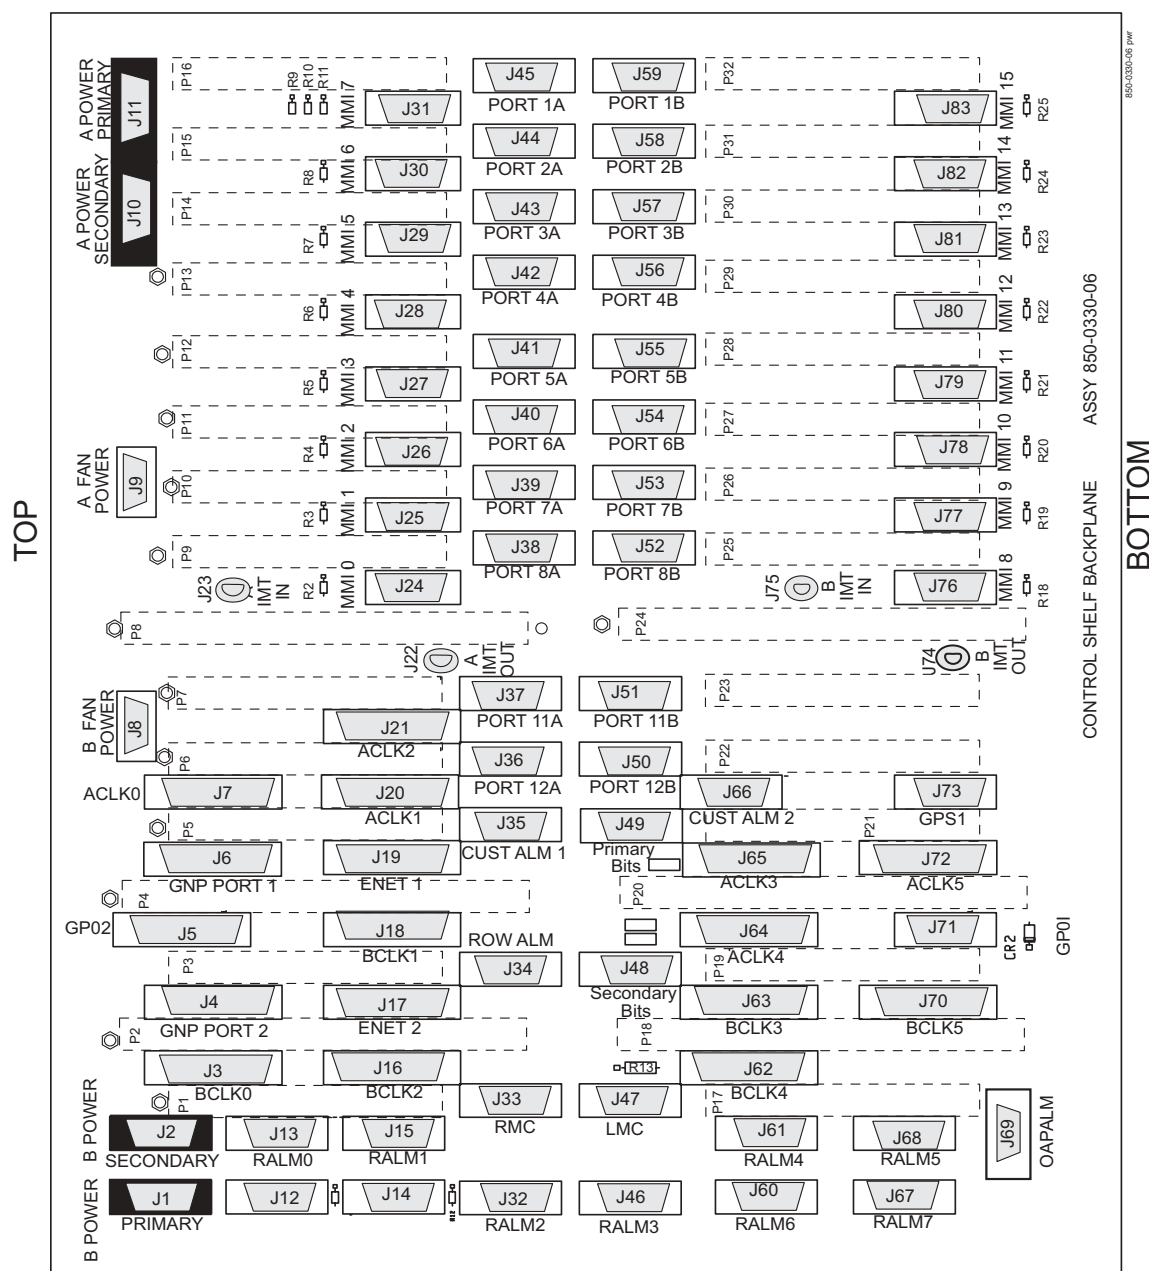 TOP
BOTTOM
850-0330-06 pwr
ASSY 850-0330-06
CONTROL SHELF BACKPLANE
A POWER
PRIMARY
J11
A POWER
SECONDARY
J10
P16
R9
R10
R11
MMI 7
J31
J45
PORT 1A
J59
PORT 1B
P32
J83
MMI 15
R25
P15
R8
MMI 6
J30
J44
PORT 2A
J58
PORT 2B
P31
J82
MMI 14
R24
P14
R7
MMI 5
J29
J43
PORT 3A
J57
PORT 3B
P30
J81
MMI 13
R23
P13
R6
MMI 4
J28
J42
PORT 4A
J56
PORT 4B
P29
J80
MMI 12
R22
P12
R5
MMI 3
J27
J41
PORT 5A
J55
PORT 5B
P28
J79
MMI 11
R21
P11
R4
MMI 2
J26
J40
PORT 6A
J54
PORT 6B
P27
J78
MMI 10
R20
A FAN
POWER
J9
P10
R3
MMI 1
J25
J39
PORT 7A
J53
PORT 7B
P26
J77
MMI 9
R19
P9
J23
IMT
IN
R2
MMI 0
J24
J38
PORT 8A
J52
PORT 8B
P25
J75
B
IMT
IN
J76
MMI 8
R18
P8
P24
J22
A
IMT
OUT
J74
B
IMT
OUT
B FAN
POWER
J8
P7
J21
ACLK2
J37
PORT 11A
J51
PORT 11B
P23
P6
ACLK0
J7
J20
ACLK1
J36
PORT 12A
J50
PORT 12B
P22
J66
CUST ALM 2
J73
GPS1
P5
J6
GNP PORT 1
J19
ENET 1
J35
CUST ALM 1
J49
Primary
Bits
J65
ACLK3
P21
J72
ACLK5
P4
P20
GP02
J5
J18
BCLK1
ROW ALM
J34
J64
ACLK4
J71
CR2
GP0I
P3
J4
GNP PORT 2
J17
ENET 2
J48
Secondary
Bits
P19
J63
BCLK3
J70
BCLK5
P2
P18
J3
BCLK0
J16
BCLK2
R13
J62
BCLK4
P1
J33
RMC
J47
LMC
P17
B POWER
J2
SECONDARY
J13
RALM0
J15
RALM1
J61
RALM4
J68
RALM5
J69
OAPALM
B POWER
J1
PRIMARY
J12
J14
R12
J32
RALM2
J46
RALM3
J60
RALM6
J67
RALM7